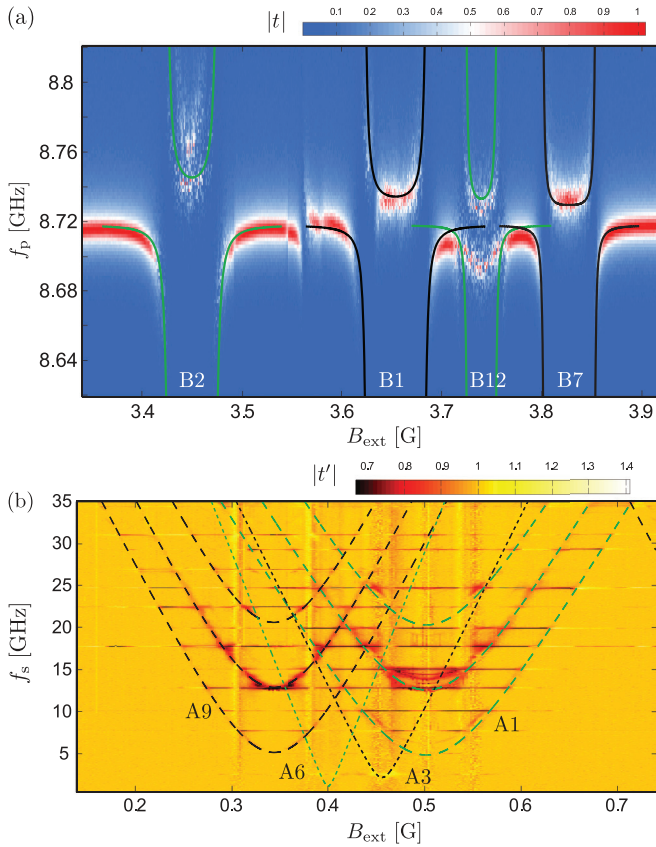 (a)
|t|
0.1 0.2 0.3 0.4 0.5 0.6 0.7 0.8 0.9 1
8.8
8.76
8.72
8.68
8.64
f_p [GHz]
B2 B1 B12 B7
3.4 3.5 3.6 3.7 3.8 3.9
B_ext [G]
(b)
|t'|
0.7 0.8 0.9 1 1.1 1.2 1.3 1.4
35
30
25
20
15
10
5
f_s [GHz]
A9 A6 A3 A1
0.2 0.3 0.4 0.5 0.6 0.7
B_ext [G]